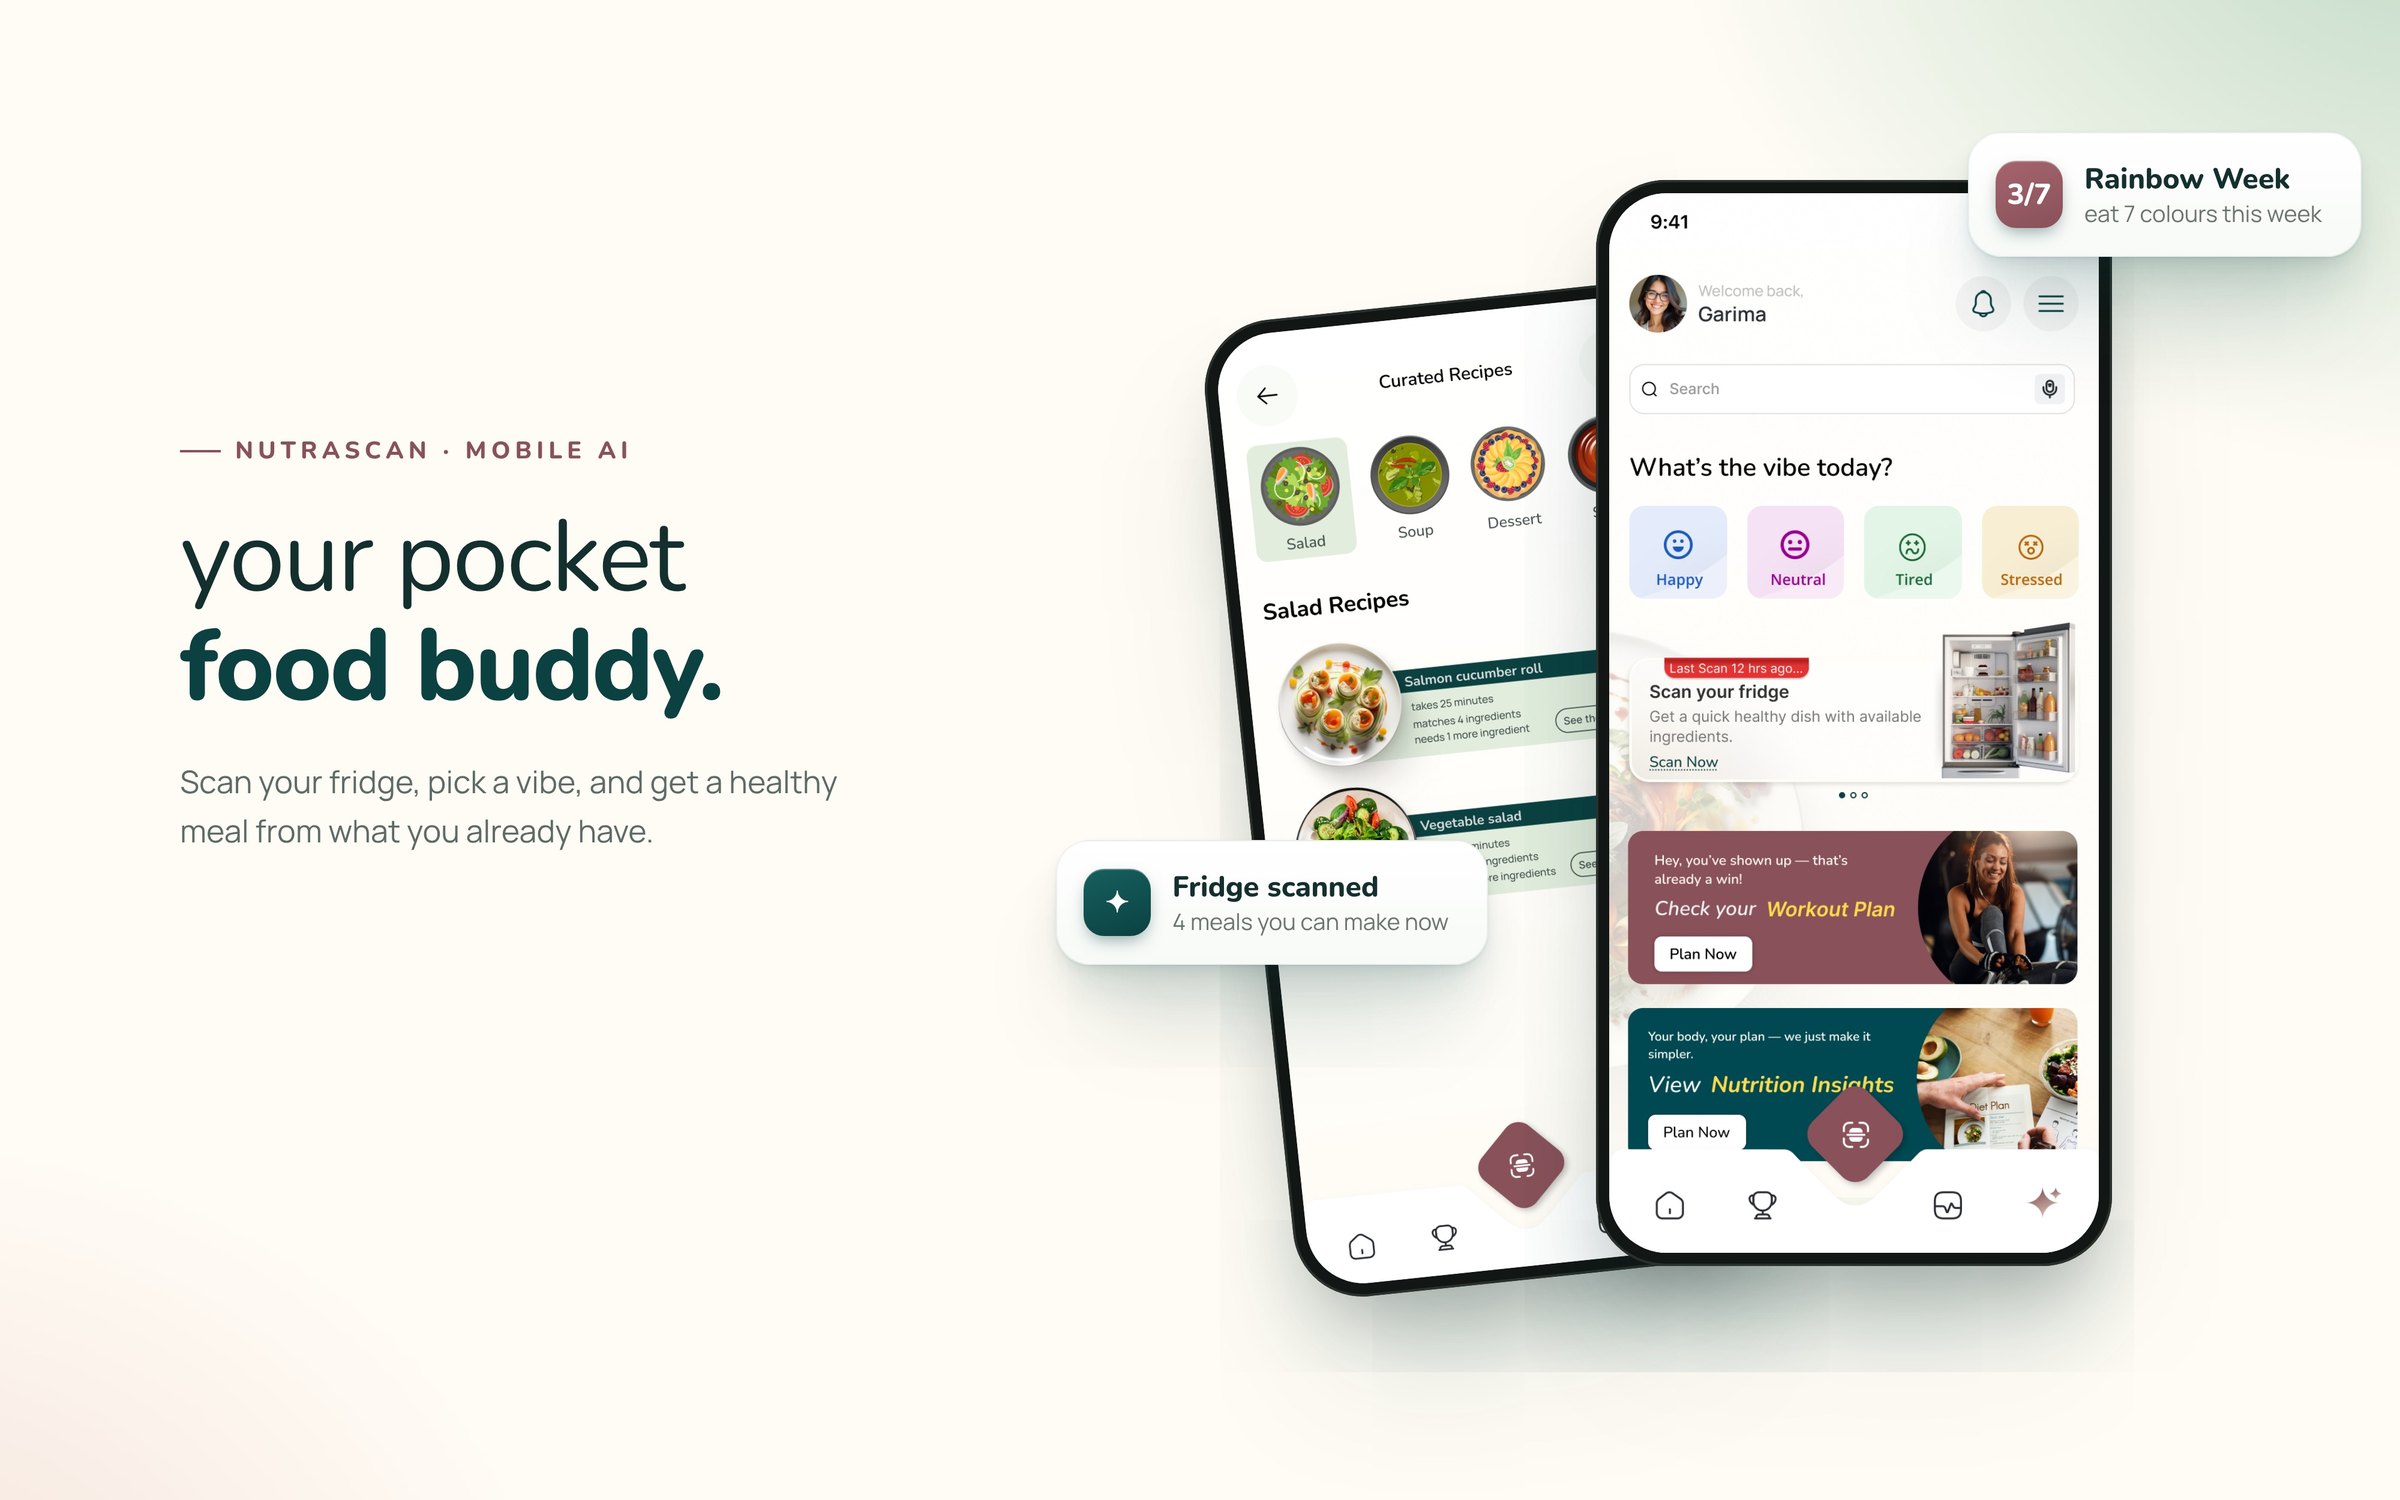 NUTRASCAN · MOBILE AI
your pocket
food buddy.
Scan your fridge, pick a vibe, and get a healthy
meal from what you already have.
Curated Recipes
Salad
Soup
Dessert
Salad Recipes
Salmon cucumber roll
takes 25 minutes
matches 4 ingredients
needs 1 more ingredient
See
Vegetable salad
ingredients
See
Fridge scanned
4 meals you can make now
3/7
Rainbow Week
eat 7 colours this week
9:41
Welcome back,
Garima
Search
What's the vibe today?
Happy
Neutral
Tired
Stressed
Last Scan 12 hrs ago...
Scan your fridge
Get a quick healthy dish with available
ingredients.
Scan Now
Hey, you've shown up — that's
already a win!
Check your Workout Plan
Plan Now
Your body, your plan — we just make it
simpler.
View Nutrition Insights
Plan Now
Diet Plan